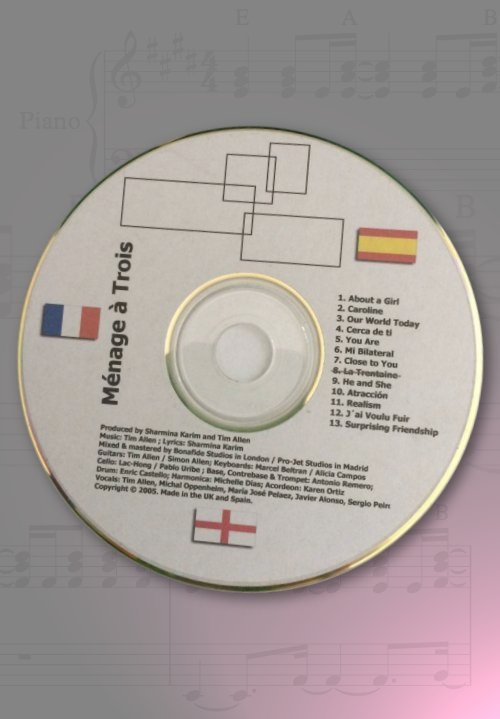 E A B
Piano
Ménage à Trois
1. About a Girl
2. Caroline
3. Our World Today
4. Cerca de ti
5. You Are
6. Mi Bilateral
7. Close to You
8. La Trentaine
9. He and She
10. Atracción
11. Realism
12. J´ai Voulu Fuir
13. Surprising Friendship
Produced by Sharmina Karim and Tim Allen
Music: Tim Allen ; Lyrics: Sharmina Karim
Mixed & mastered by Bonafide Studios in London / Pro-Jet Studios in Madrid
Guitars: Tim Allen / Simon Allen; Keyboards: Marcel Beltran / Alicia Campos
Cello: Lac-Hong / Pablo Uribe ; Base, Contrebase & Trompet: Antonio Remero;
Drum: Enric Castello; Harmonica: Michelle Dias; Acordeon: Karen Ortiz
Vocals: Tim Allen, Michal Oppenheim, Maria José Pelaez, Javier Alonso, Sergio Pein
Copyright © 2005. Made in the UK and Spain.
B
B